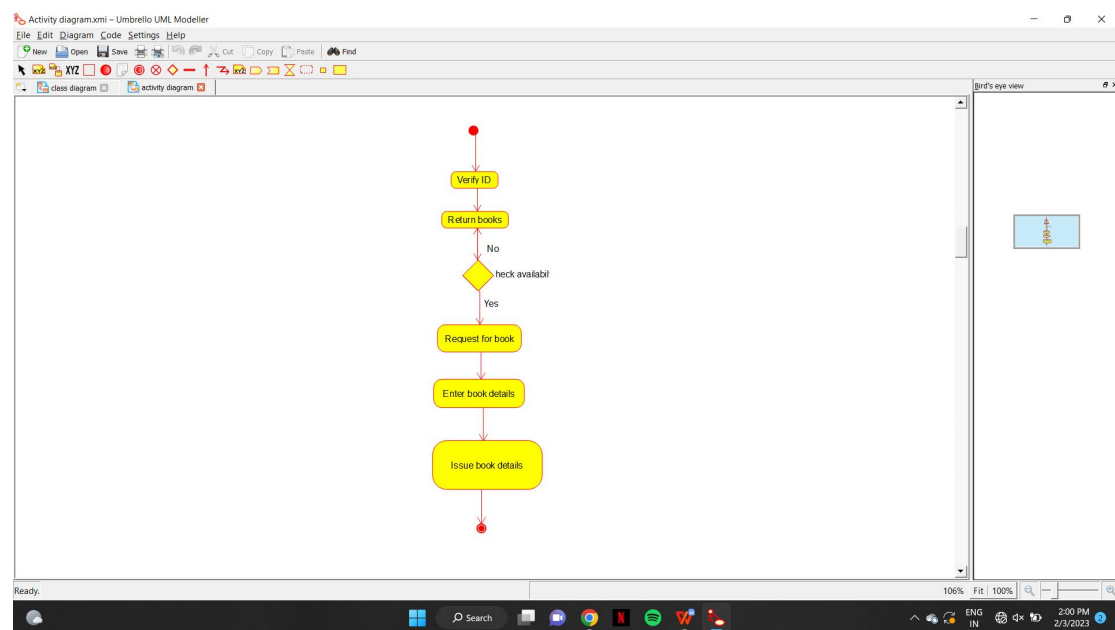 Activity diagram.xmi – Umbrello UML Modeller
File Edit Diagram Code Settings Help
New Open Save Cut Copy Paste Find
XYZ
class diagram activity diagram
Bird's eye view
Verify ID
Return books
No
heck availabil
Yes
Request for book
Enter book details
Issue book details
Ready.
106% Fit 100%
Search
ENG
IN
2:00 PM
2/3/2023
2